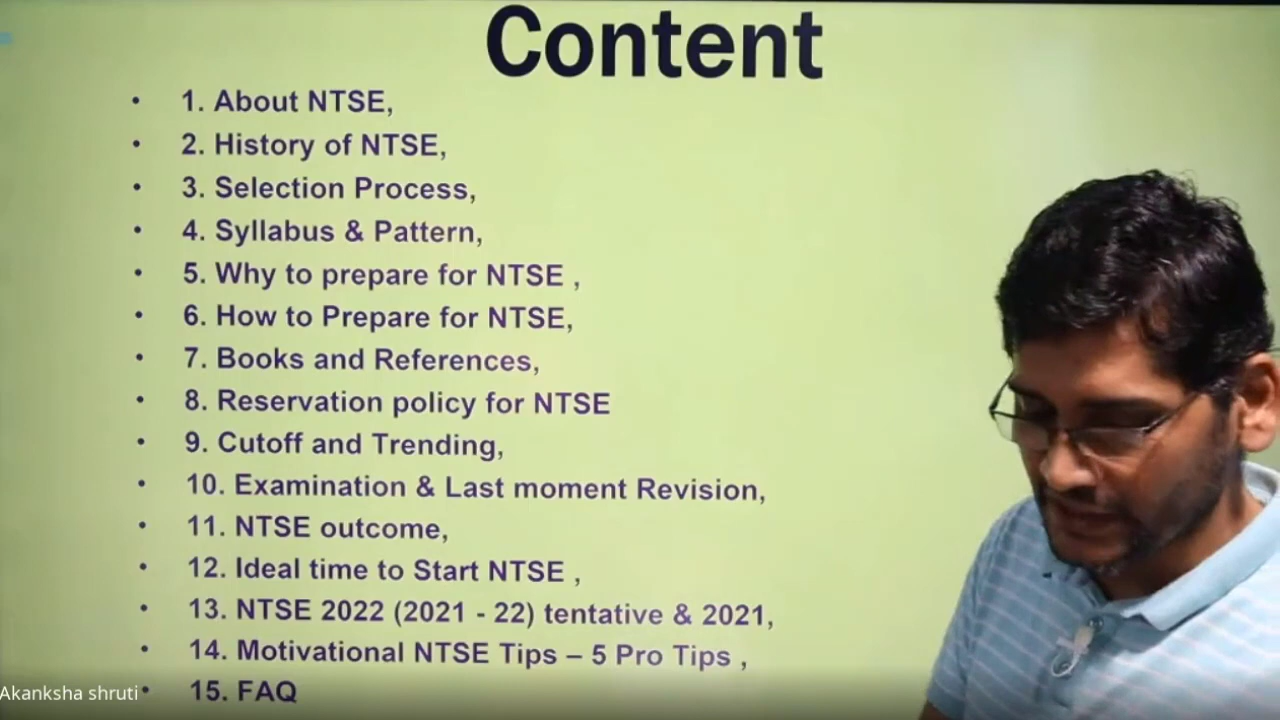 Content
• 1. About NTSE,
• 2. History of NTSE,
• 3. Selection Process,
• 4. Syllabus & Pattern,
• 5. Why to prepare for NTSE ,
• 6. How to Prepare for NTSE,
• 7. Books and References,
• 8. Reservation policy for NTSE
• 9. Cutoff and Trending,
• 10. Examination & Last moment Revision,
• 11. NTSE outcome,
• 12. Ideal time to Start NTSE ,
• 13. NTSE 2022 (2021 - 22) tentative & 2021,
• 14. Motivational NTSE Tips – 5 Pro Tips ,
• 15. FAQ
Akanksha shruti